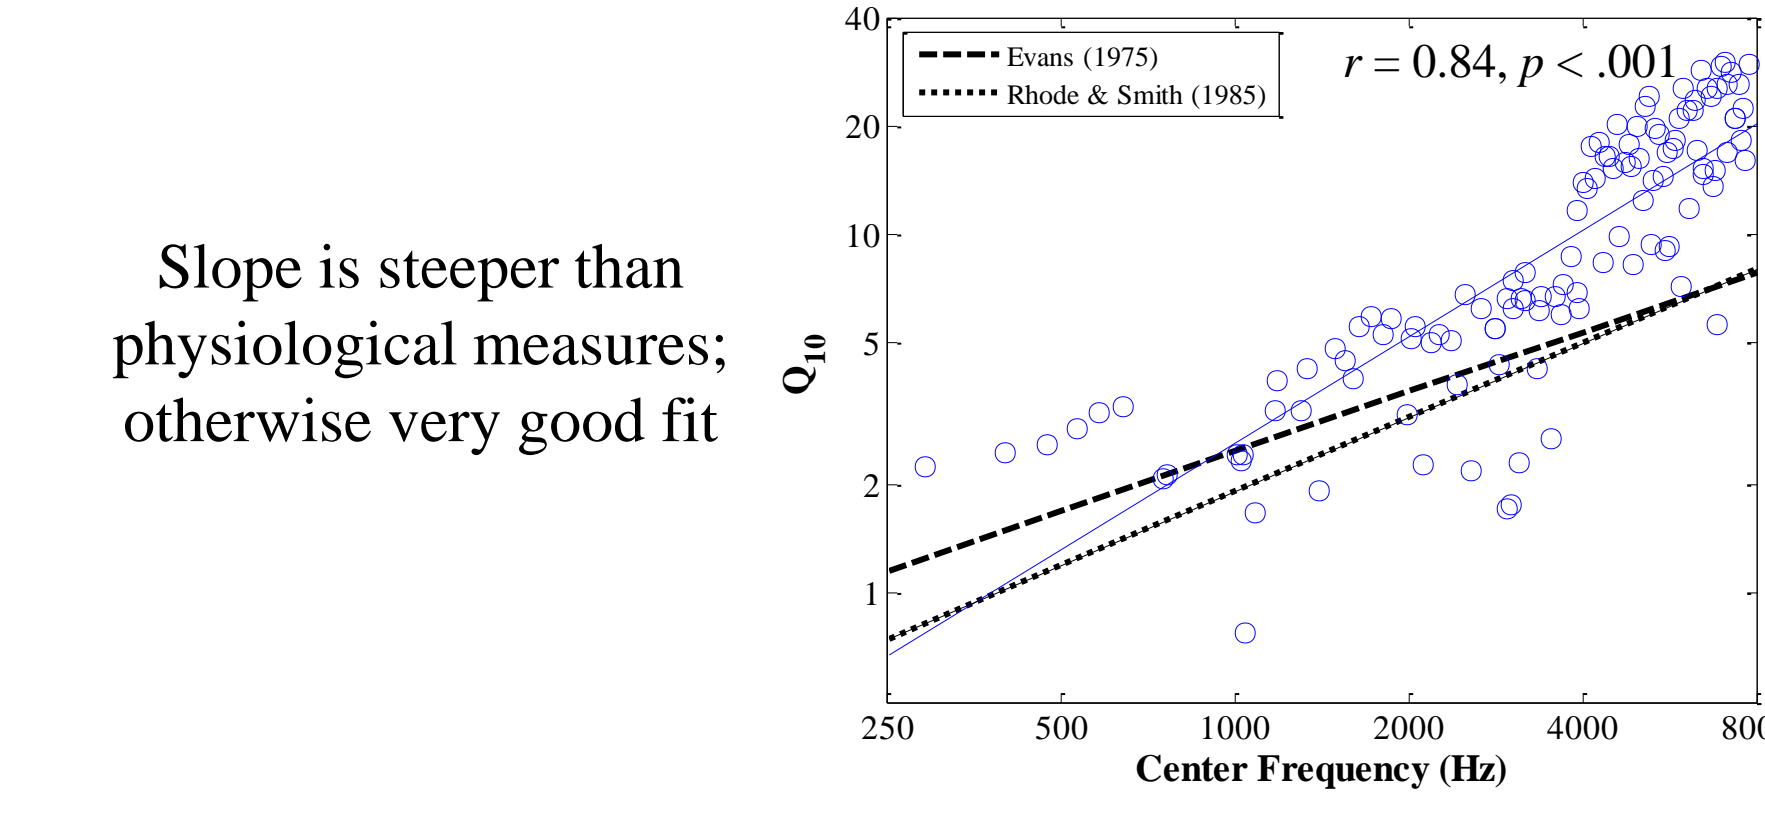 Slope is steeper than
physiological measures;
otherwise very good fit
40
20
10
5
2
1
Q10
Evans (1975)
Rhode & Smith (1985)
r = 0.84, p < .001
250 500 1000 2000 4000 800
Center Frequency (Hz)